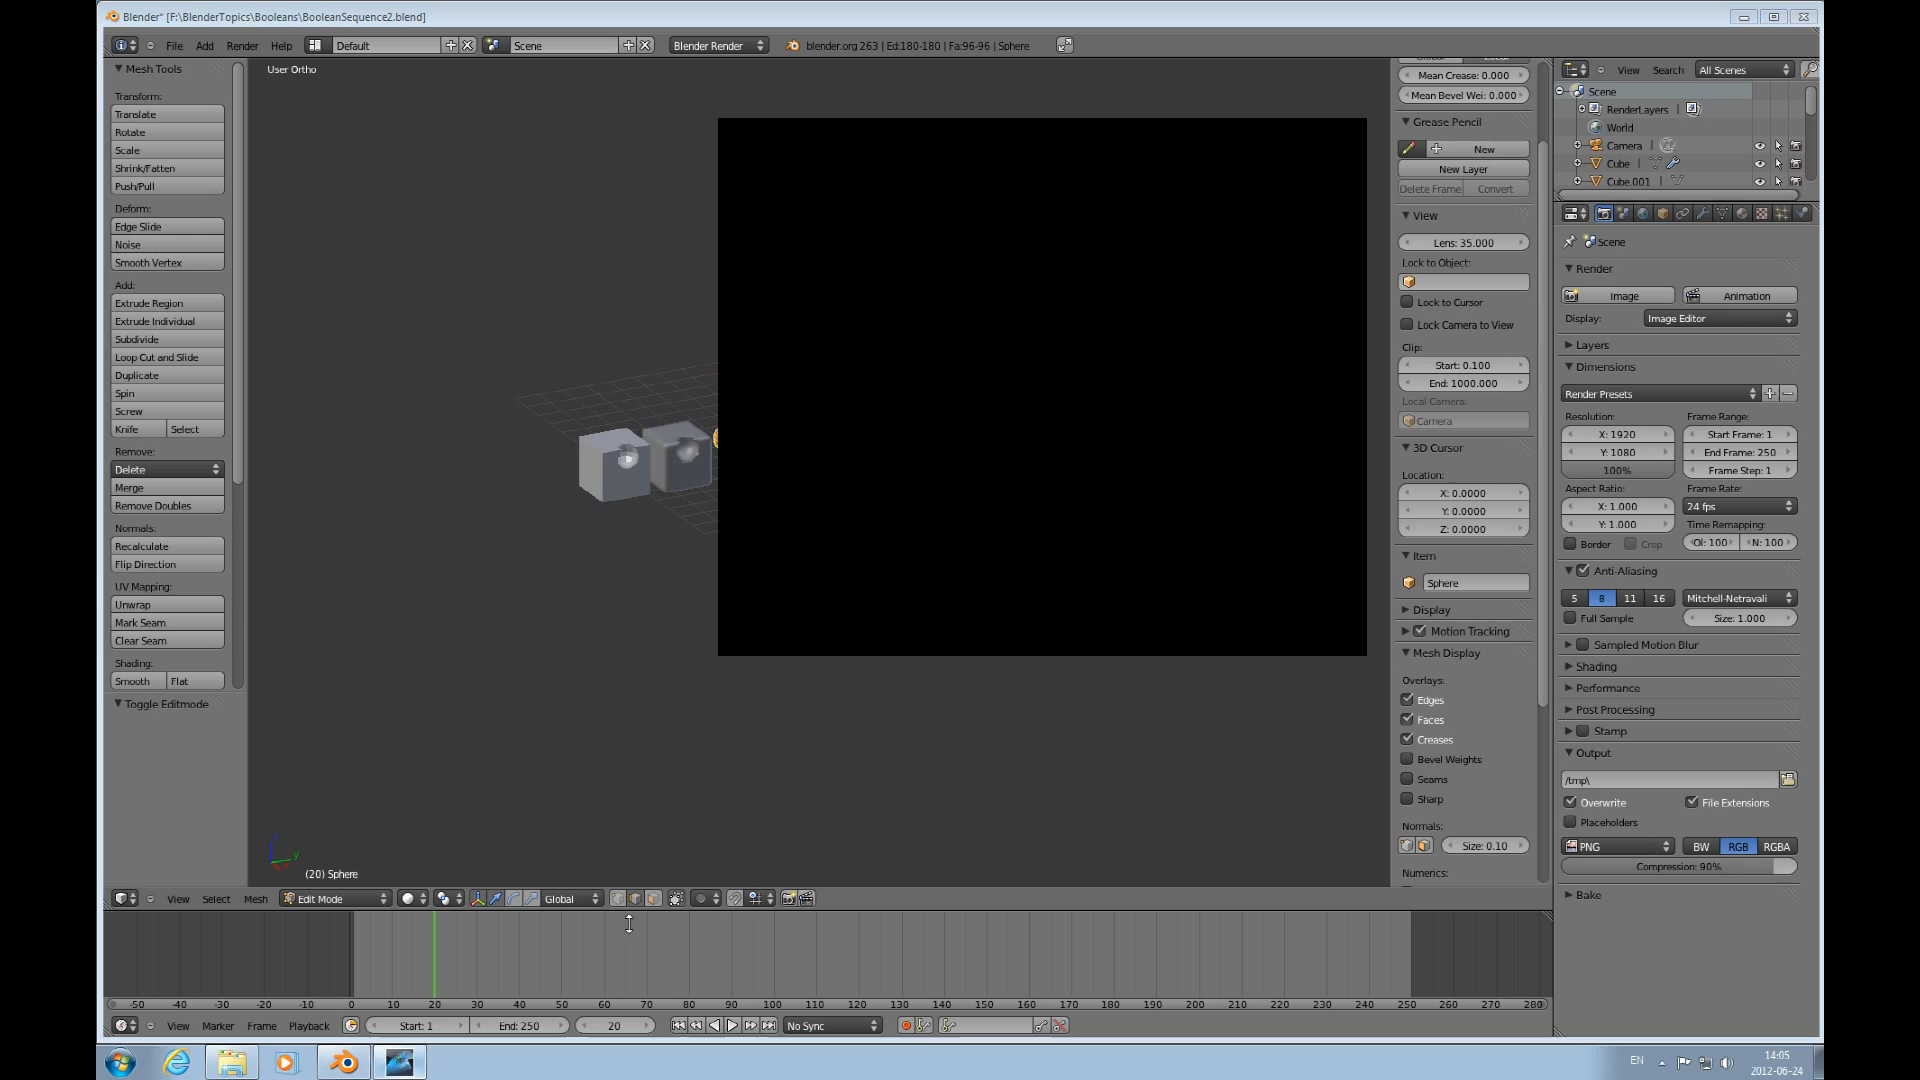 Blender* [F:\BlenderTopics\Booleans\BooleanSequence2.blend]
File Add Render Help Default Scene Blender Render blender.org 263 | Ed:180-180 | Fa:96-96 | Sphere
Mesh Tools
Transform:
Translate
Rotate
Scale
Shrink/Fatten
Push/Pull
Deform:
Edge Slide
Noise
Smooth Vertex
Add:
Extrude Region
Extrude Individual
Subdivide
Loop Cut and Slide
Duplicate
Spin
Screw
Knife Select
Remove:
Delete
Merge
Remove Doubles
Normals:
Recalculate
Flip Direction
UV Mapping:
Unwrap
Mark Seam
Clear Seam
Shading:
Smooth Flat
Toggle Editmode
User Ortho
(20) Sphere
Mean Crease: 0.000
Mean Bevel Wei: 0.000
Grease Pencil
New
New Layer
Delete Frame Convert
View
Lens: 35.000
Lock to Object:
Lock to Cursor
Lock Camera to View
Clip:
Start: 0.100
End: 1000.000
Local Camera:
Camera
3D Cursor
Location:
X: 0.0000
Y: 0.0000
Z: 0.0000
Item
Sphere
Display
Motion Tracking
Mesh Display
Overlays:
Edges
Faces
Creases
Bevel Weights
Seams
Sharp
Normals:
Size: 0.10
Numerics:
View Search All Scenes
Scene
RenderLayers |
World
Camera |
Cube |
Cube.001 |
Scene
Render
Image Animation
Display: Image Editor
Layers
Dimensions
Render Presets
Resolution: Frame Range:
X: 1920 Start Frame: 1
Y: 1080 End Frame: 250
100% Frame Step: 1
Aspect Ratio: Frame Rate:
X: 1.000 24 fps
Y: 1.000 Time Remapping:
Border Crop Ol: 100 N: 100
Anti-Aliasing
5 8 11 16 Mitchell-Netravali
Full Sample Size: 1.000
Sampled Motion Blur
Shading
Performance
Post Processing
Stamp
Output
/tmp\
Overwrite File Extensions
Placeholders
PNG BW RGB RGBA
Compression: 90%
Bake
View Select Mesh Edit Mode Global
-50 -40 -30 -20 -10 0 10 20 30 40 50 60 70 80 90 100 110 120 130 140 150 160 170 180 190 200 210 220 230 240 250 260 270 280
View Marker Frame Playback Start: 1 End: 250 20 No Sync
EN 14:05
2012-06-24